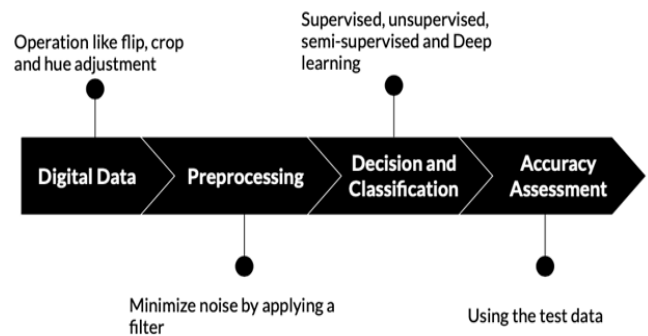 Operation like flip, crop
and hue adjustment
Supervised, unsupervised,
semi-supervised and Deep
learning
Digital Data
Preprocessing
Decision and
Classification
Accuracy
Assessment
Minimize noise by applying a
filter
Using the test data